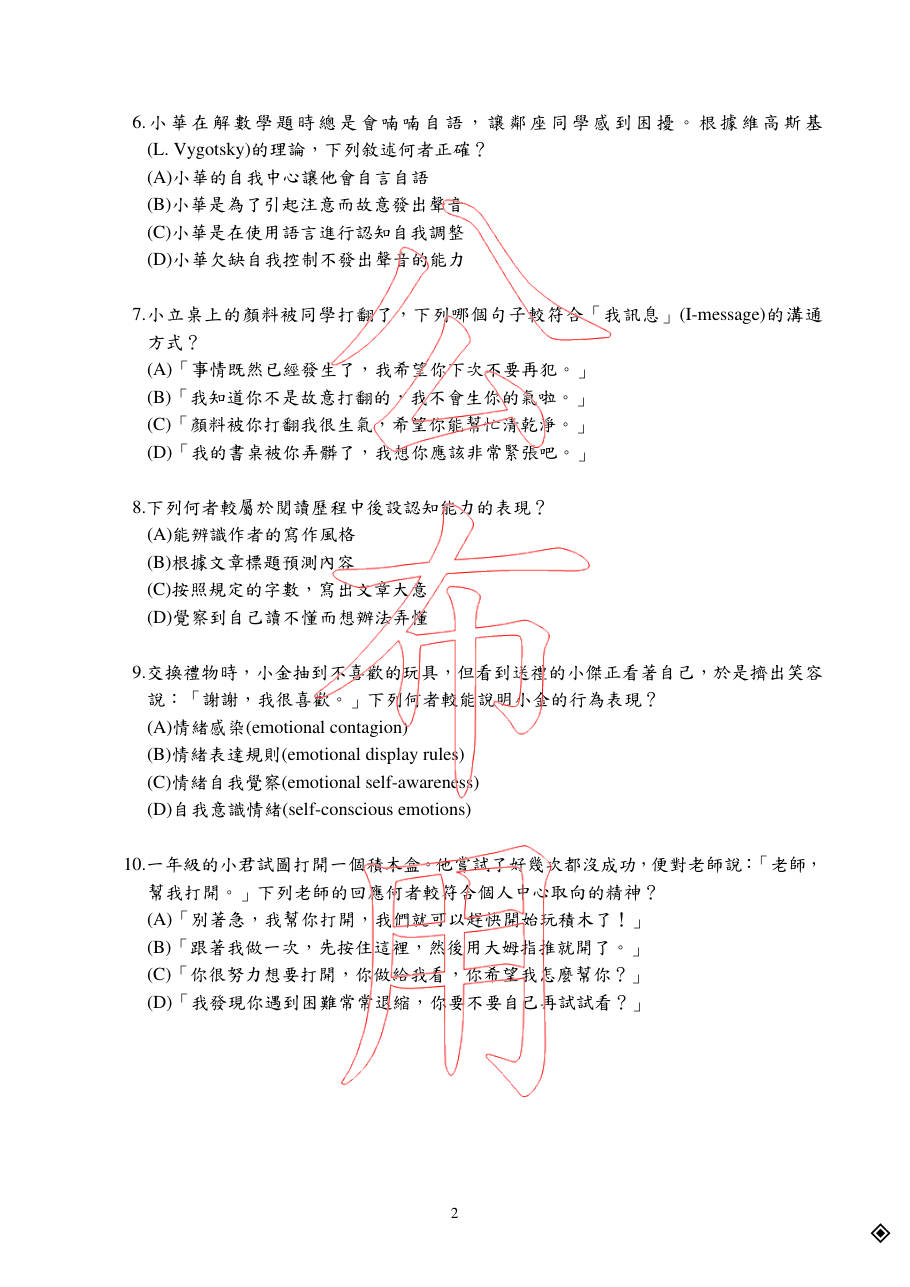 6.小華在解數學題時總是會喃喃自語，讓鄰座同學感到困擾。根據維高斯基
(L. Vygotsky)的理論，下列敘述何者正確？
(A)小華的自我中心讓他會自言自語
(B)小華是為了引起注意而故意發出聲音
(C)小華是在使用語言進行認知自我調整
(D)小華欠缺自我控制不發出聲音的能力
7.小立桌上的顏料被同學打翻了，下列哪個句子較符合「我訊息」(I-message)的溝通
方式？
(A)「事情既然已經發生了，我希望你下次不要再犯。」
(B)「我知道你不是故意打翻的，我不會生你的氣啦。」
(C)「顏料被你打翻我很生氣，希望你能幫忙清乾淨。」
(D)「我的書桌被你弄髒了，我想你應該非常緊張吧。」
8.下列何者較屬於閱讀歷程中後設認知能力的表現？
(A)能辨識作者的寫作風格
(B)根據文章標題預測內容
(C)按照規定的字數，寫出文章大意
(D)覺察到自己讀不懂而想辦法弄懂
9.交換禮物時，小金抽到不喜歡的玩具，但看到送禮的小傑正看著自己，於是擠出笑容
說：「謝謝，我很喜歡。」下列何者較能說明小金的行為表現？
(A)情緒感染(emotional contagion)
(B)情緒表達規則(emotional display rules)
(C)情緒自我覺察(emotional self-awareness)
(D)自我意識情緒(self-conscious emotions)
10.一年級的小君試圖打開一個積木盒。他嘗試了好幾次都沒成功，便對老師說：「老師，
幫我打開。」下列老師的回應何者較符合個人中心取向的精神？
(A)「別著急，我幫你打開，我們就可以趕快開始玩積木了！」
(B)「跟著我做一次，先按住這裡，然後用大姆指推就開了。」
(C)「你很努力想要打開，你做給我看，你希望我怎麼幫你？」
(D)「我發現你遇到困難常常退縮，你要不要自己再試試看？」
公
布
用
2